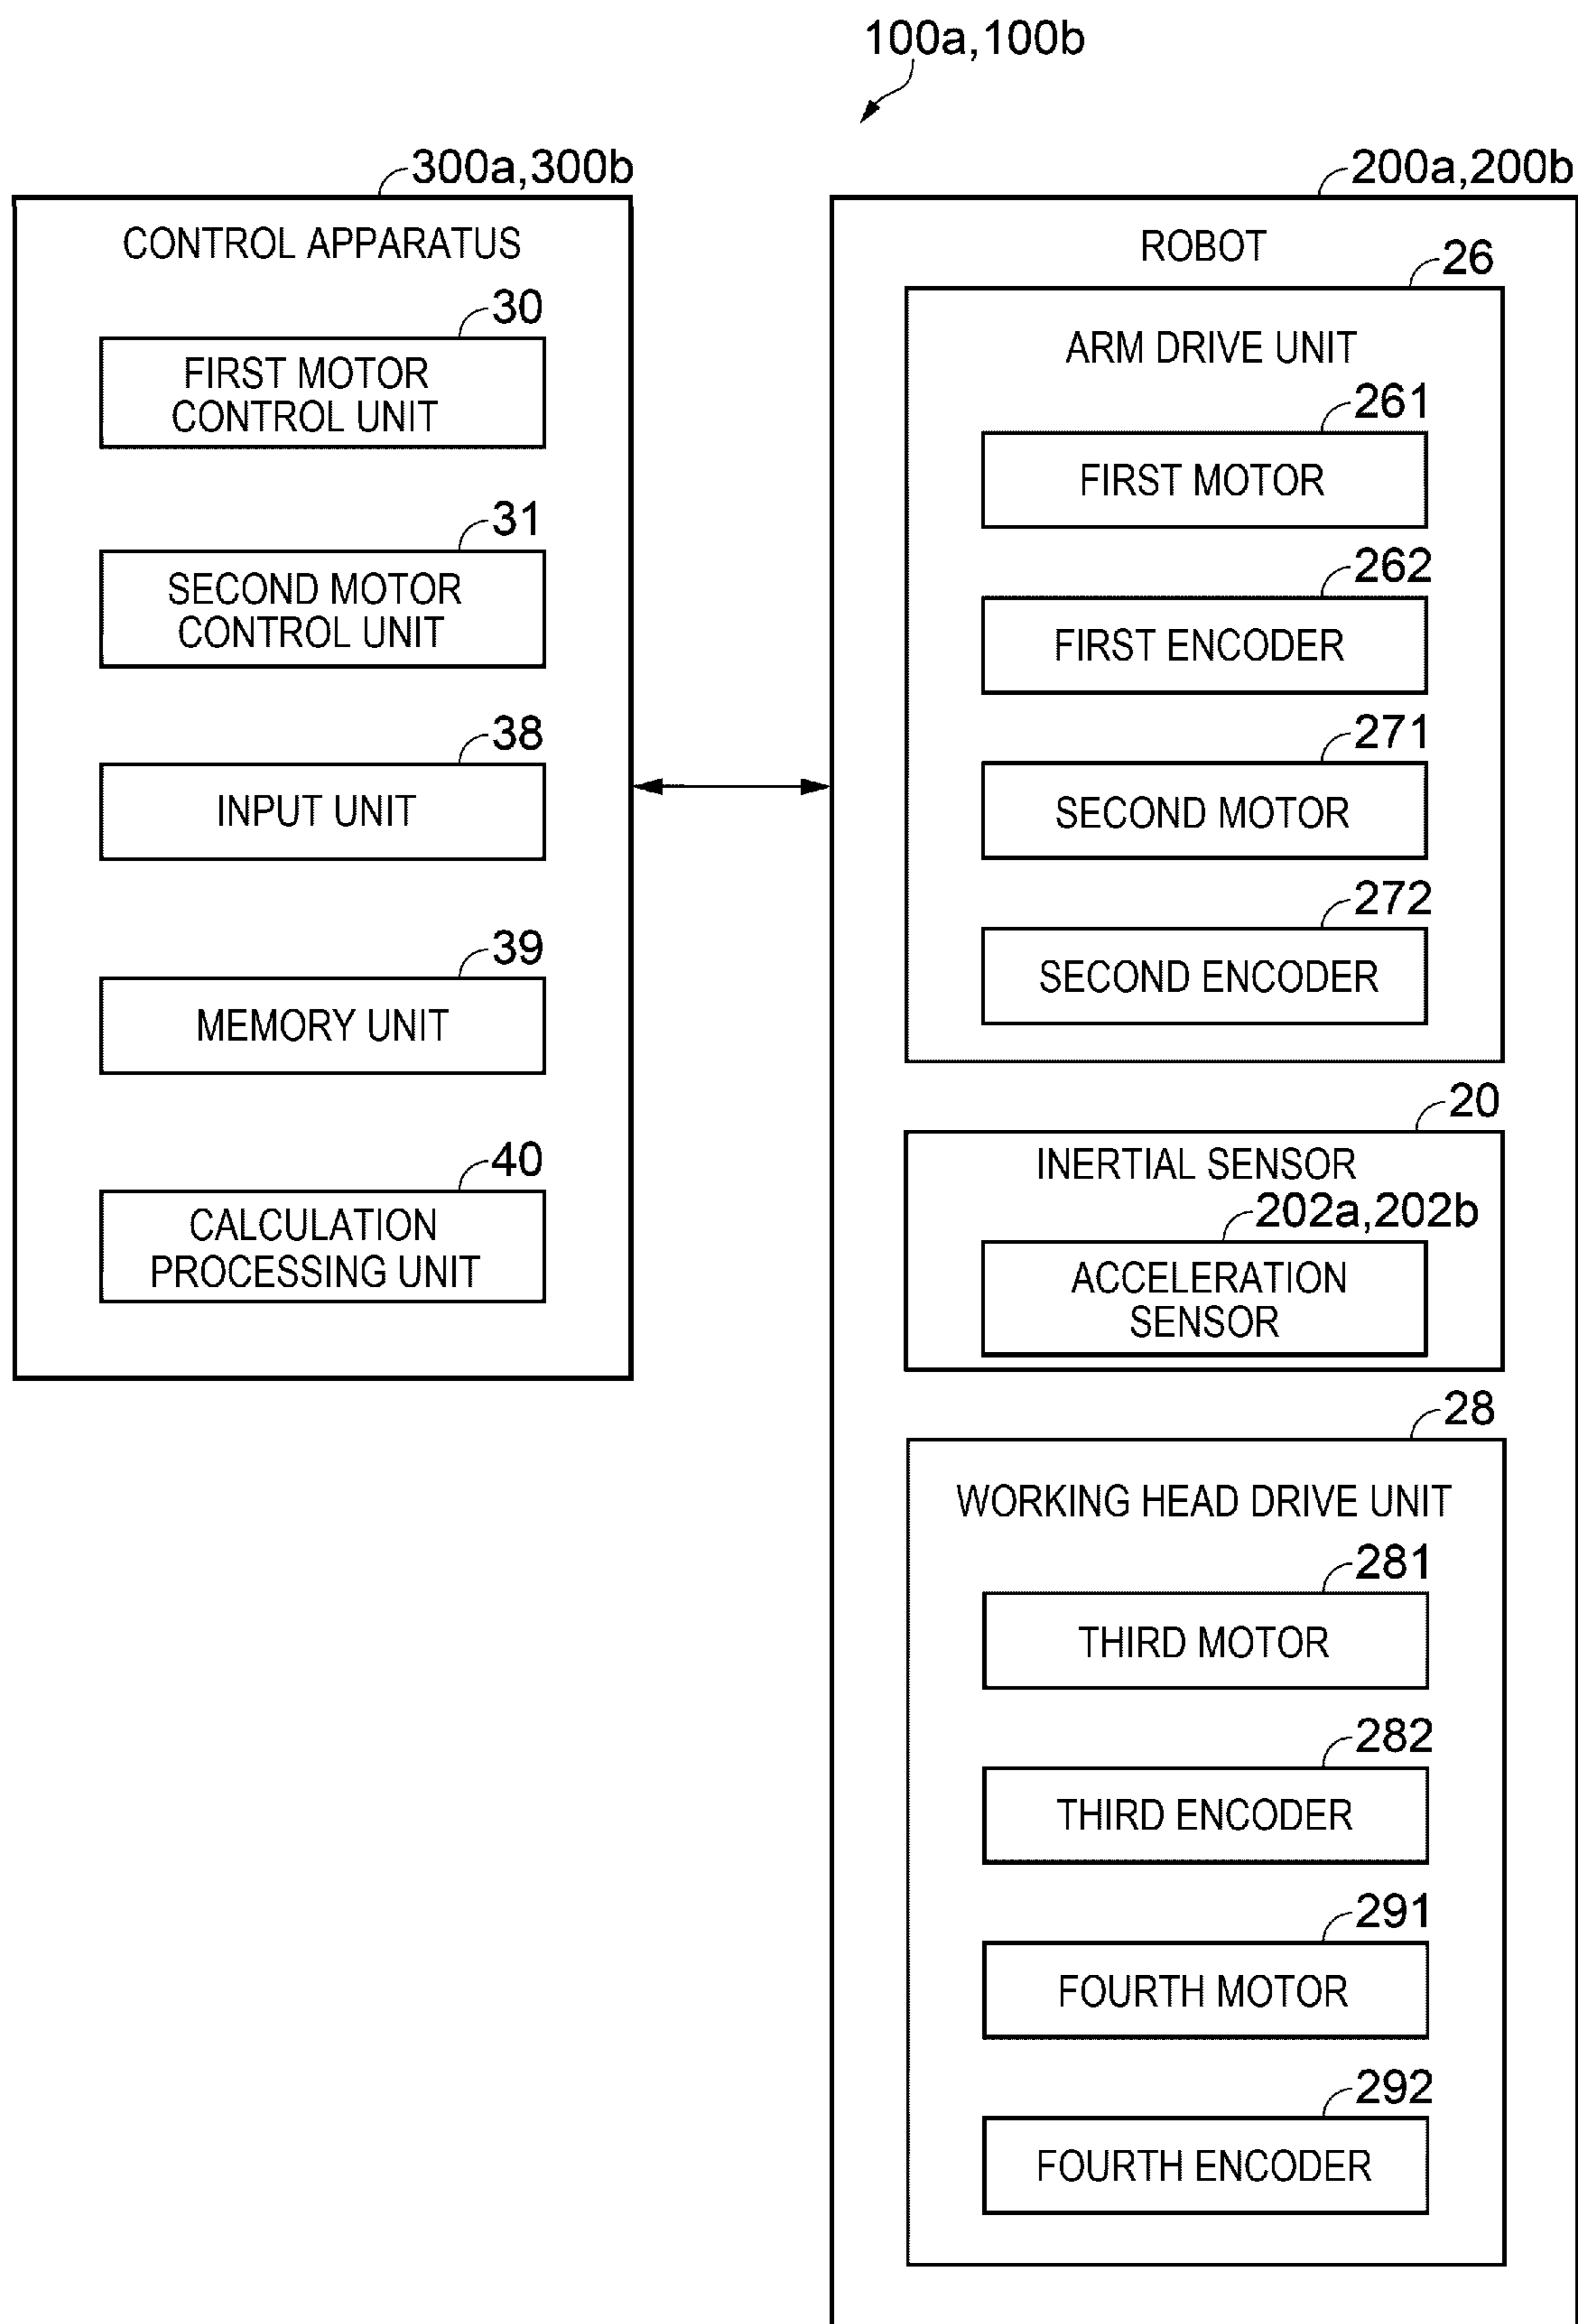 100a,100b
300a,300b
CONTROL APPARATUS
30
FIRST MOTOR
CONTROL UNIT
31
SECOND MOTOR
CONTROL UNIT
38
INPUT UNIT
39
MEMORY UNIT
40
CALCULATION
PROCESSING UNIT
200a,200b
ROBOT
26
ARM DRIVE UNIT
261
FIRST MOTOR
262
FIRST ENCODER
271
SECOND MOTOR
272
SECOND ENCODER
20
INERTIAL SENSOR
202a,202b
ACCELERATION
SENSOR
28
WORKING HEAD DRIVE UNIT
281
THIRD MOTOR
282
THIRD ENCODER
291
FOURTH MOTOR
292
FOURTH ENCODER